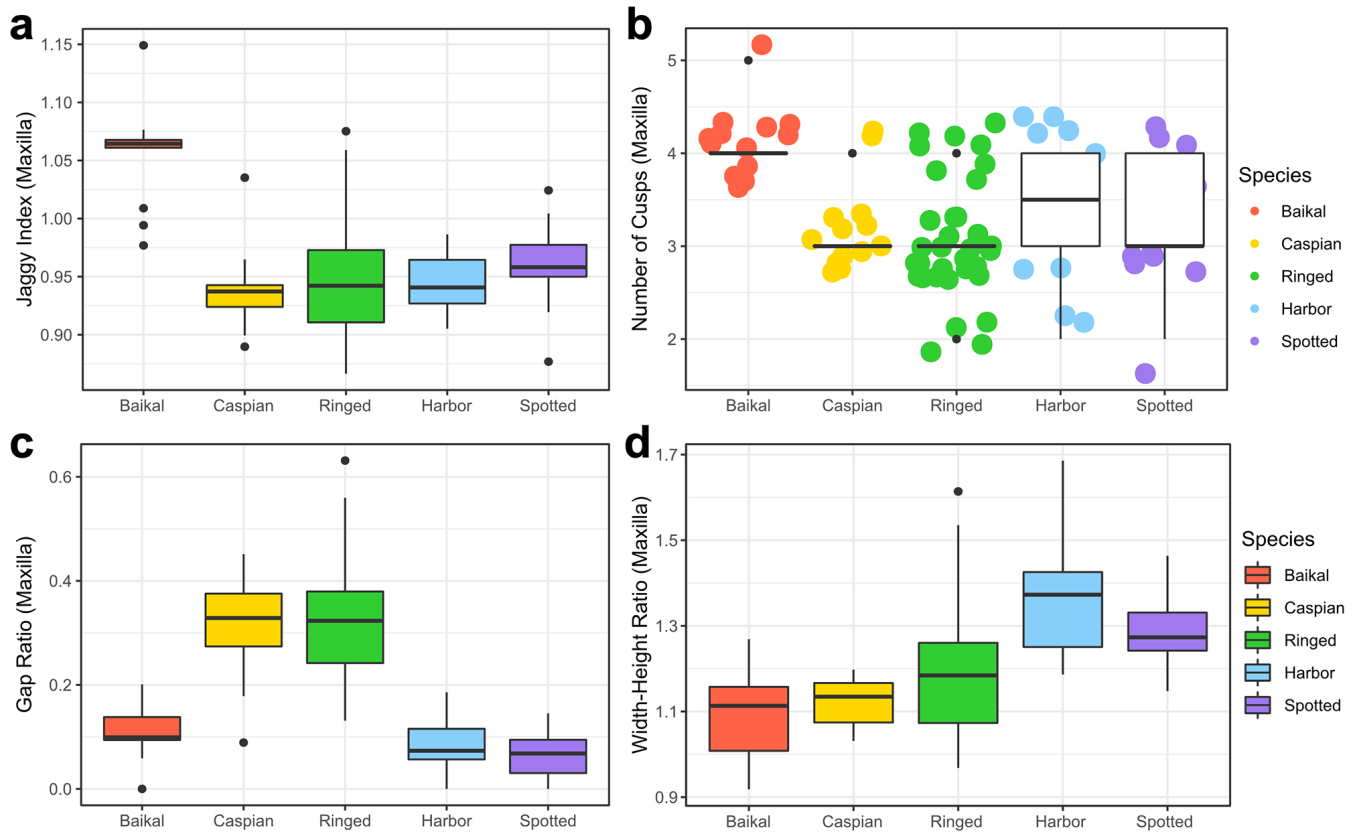 a
Jaggy Index (Maxilla)
1.15
1.10
1.05
1.00
0.95
0.90
Baikal Caspian Ringed Harbor Spotted
b
Number of Cusps (Maxilla)
5
4
3
2
Baikal Caspian Ringed Harbor Spotted
Species
Baikal
Caspian
Ringed
Harbor
Spotted
c
Gap Ratio (Maxilla)
0.6
0.4
0.2
0.0
Baikal Caspian Ringed Harbor Spotted
d
Width-Height Ratio (Maxilla)
1.7
1.5
1.3
1.1
0.9
Baikal Caspian Ringed Harbor Spotted
Species
Baikal
Caspian
Ringed
Harbor
Spotted